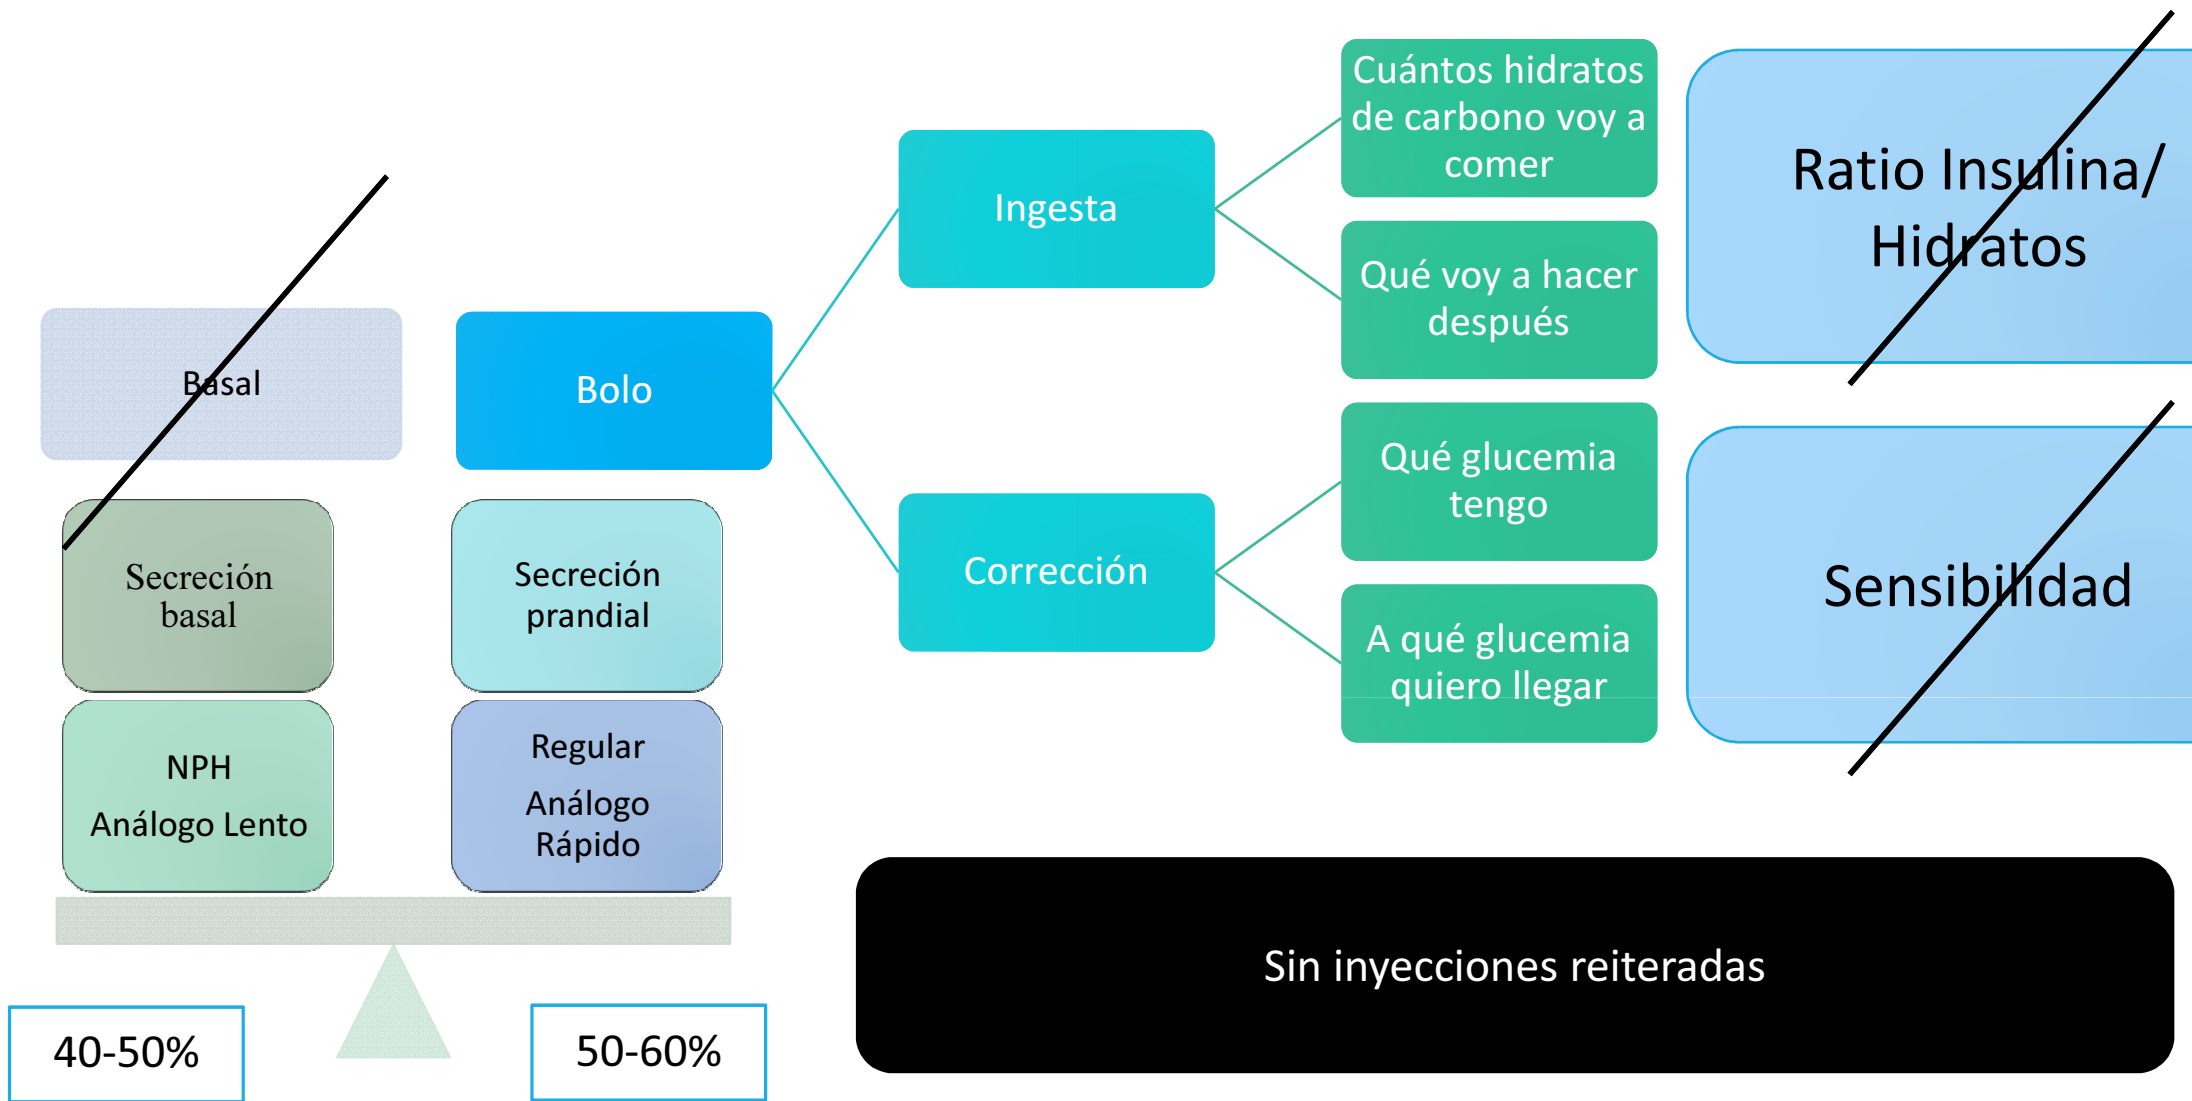 Basal
Secreción
basal
NPH
Análogo Lento
40-50%
Bolo
Secreción
prandial
Regular
Análogo
Rápido
50-60%
Ingesta
Corrección
Cuántos hidratos
de carbono voy a
comer
Qué voy a hacer
después
Qué glucemia
tengo
A qué glucemia
quiero llegar
Ratio Insulina/
Hidratos
Sensibilidad
Sin inyecciones reiteradas